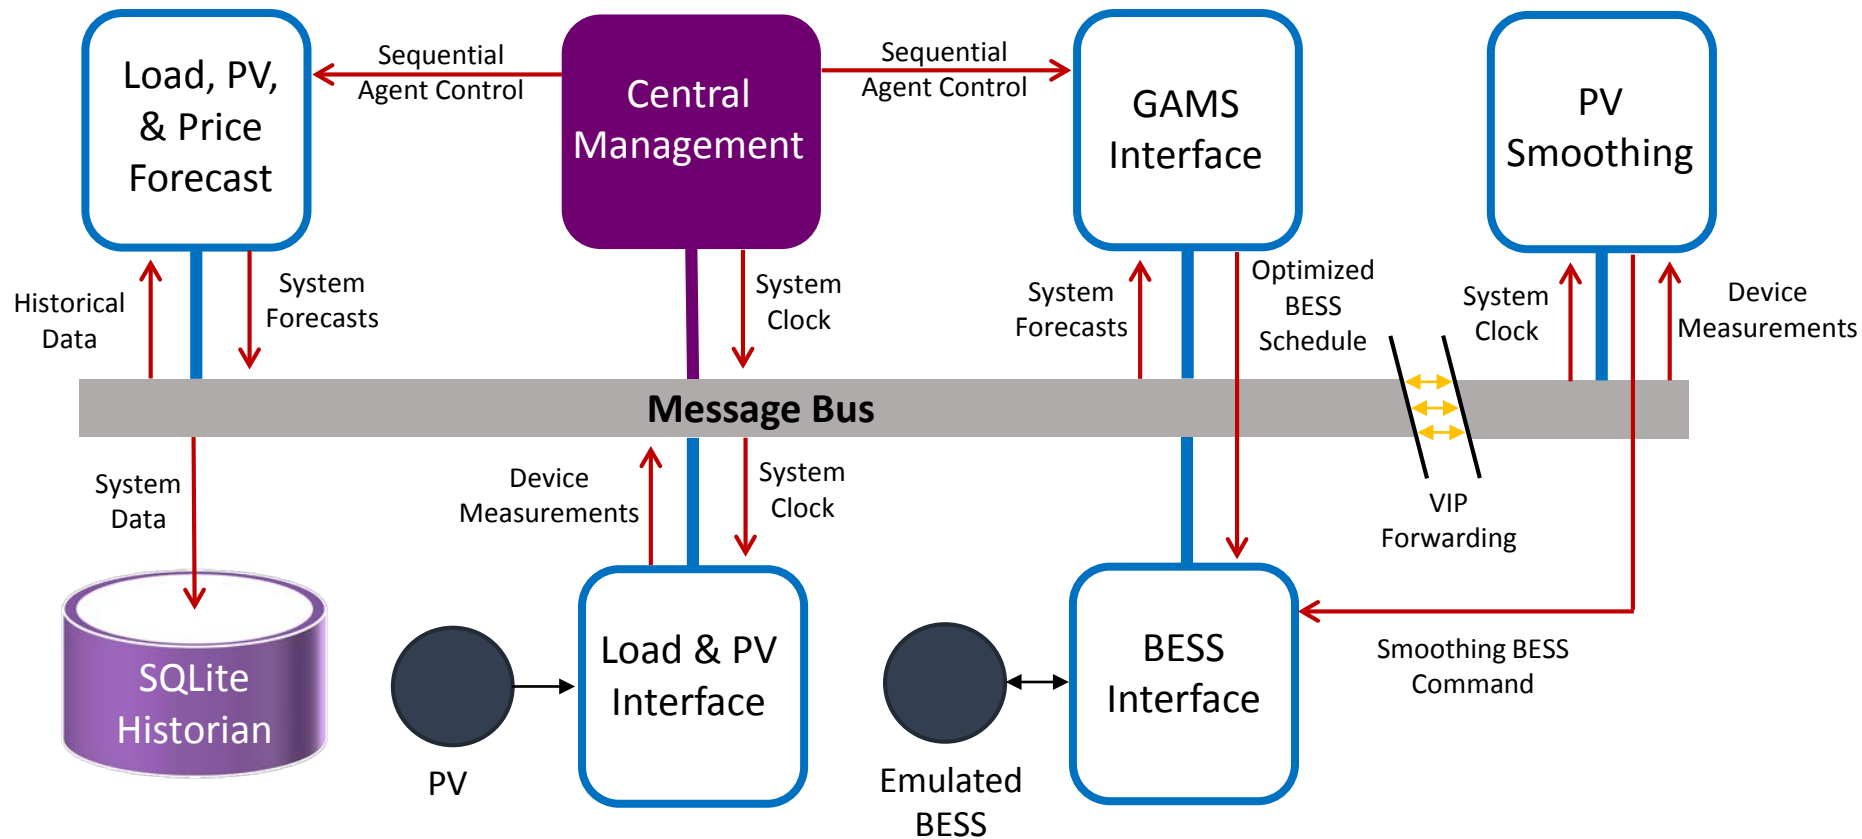 Load, PV,
& Price
Forecast
Sequential
Agent Control
Central
Management
Sequential
Agent Control
GAMS
Interface
PV
Smoothing
Historical
Data
System
Forecasts
System
Clock
System
Forecasts
Optimized
BESS
Schedule
System
Clock
Device
Measurements
Message Bus
System
Data
Device
Measurements
System
Clock
VIP
Forwarding
SQLite
Historian
PV
Load & PV
Interface
Emulated
BESS
BESS
Interface
Smoothing BESS
Command